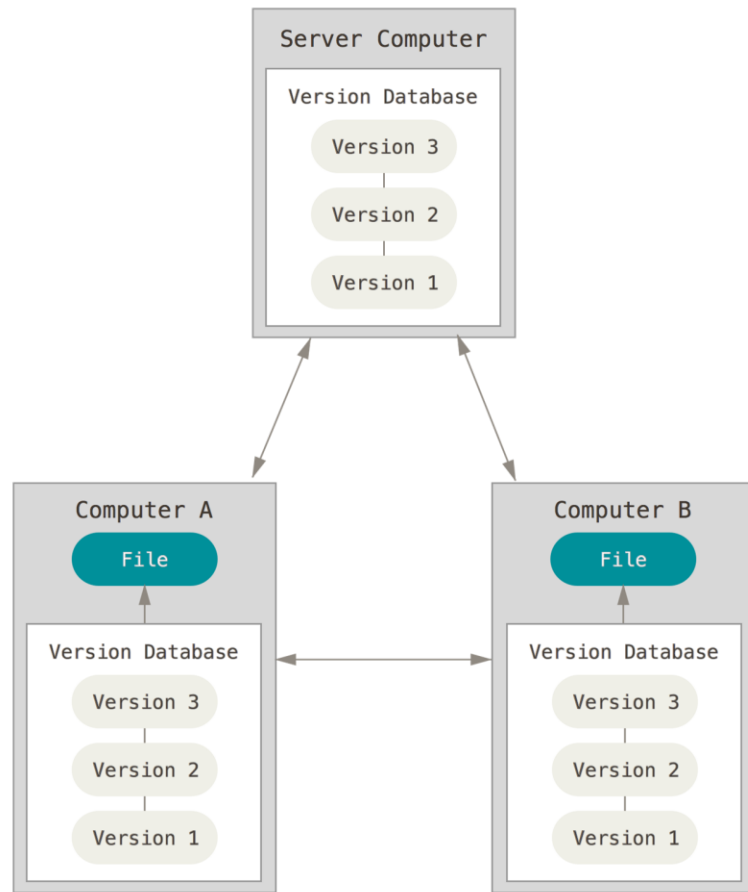 Server Computer
Version Database
Version 3
Version 2
Version 1
Computer A
File
Version Database
Version 3
Version 2
Version 1
Computer B
File
Version Database
Version 3
Version 2
Version 1